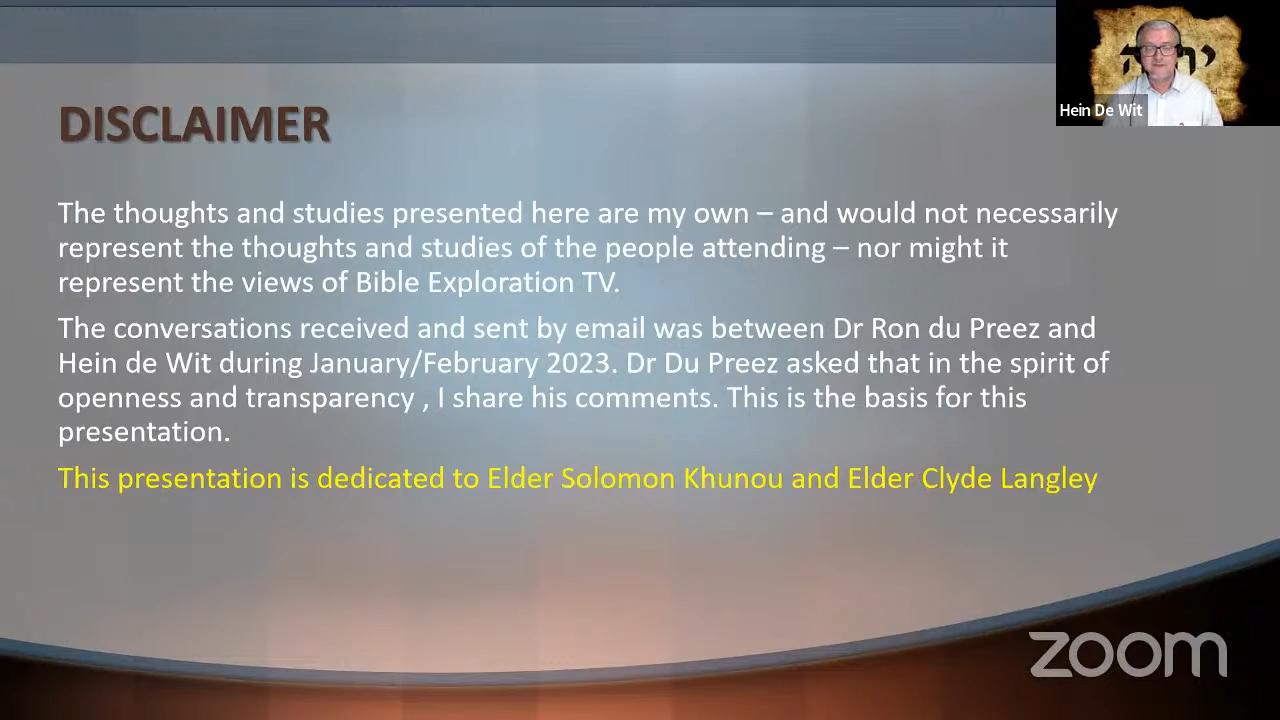 DISCLAIMER
Hein De Wit
The thoughts and studies presented here are my own – and would not necessarily
represent the thoughts and studies of the people attending – nor might it
represent the views of Bible Exploration TV.
The conversations received and sent by email was between Dr Ron du Preez and
Hein de Wit during January/February 2023. Dr Du Preez asked that in the spirit of
openness and transparency , I share his comments. This is the basis for this
presentation.
This presentation is dedicated to Elder Solomon Khunou and Elder Clyde Langley
zoom